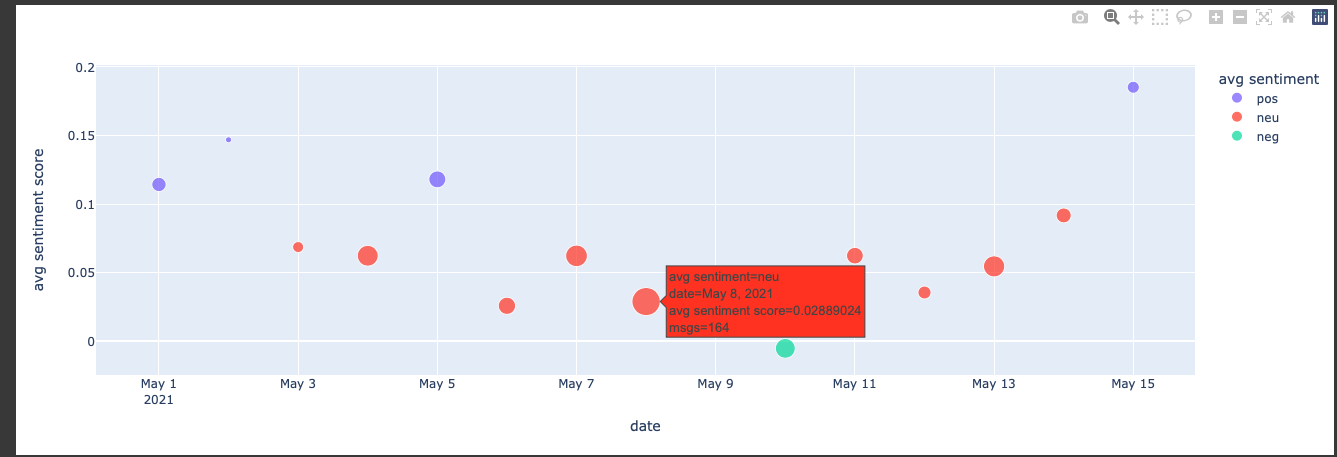 0.2
0.15
0.1
0.05
0
avg sentiment score
avg sentiment
pos
neu
neg
avg sentiment=neu
date=May 8, 2021
avg sentiment score=0.02889024
msgs=164
May 1 May 3 May 5 May 7 May 9 May 11 May 13 May 15
2021
date